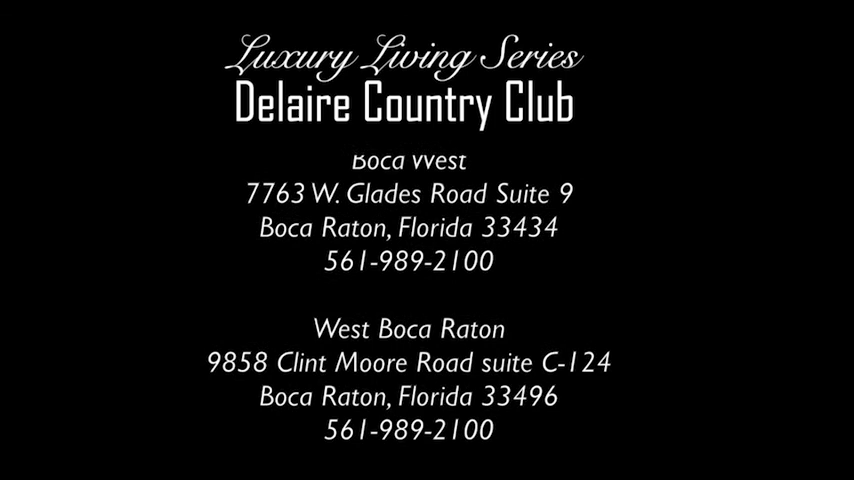 Luxury Living Series
Delaire Country Club
Boca West
7763 W. Glades Road Suite 9
Boca Raton, Florida 33434
561-989-2100
West Boca Raton
9858 Clint Moore Road suite C-124
Boca Raton, Florida 33496
561-989-2100